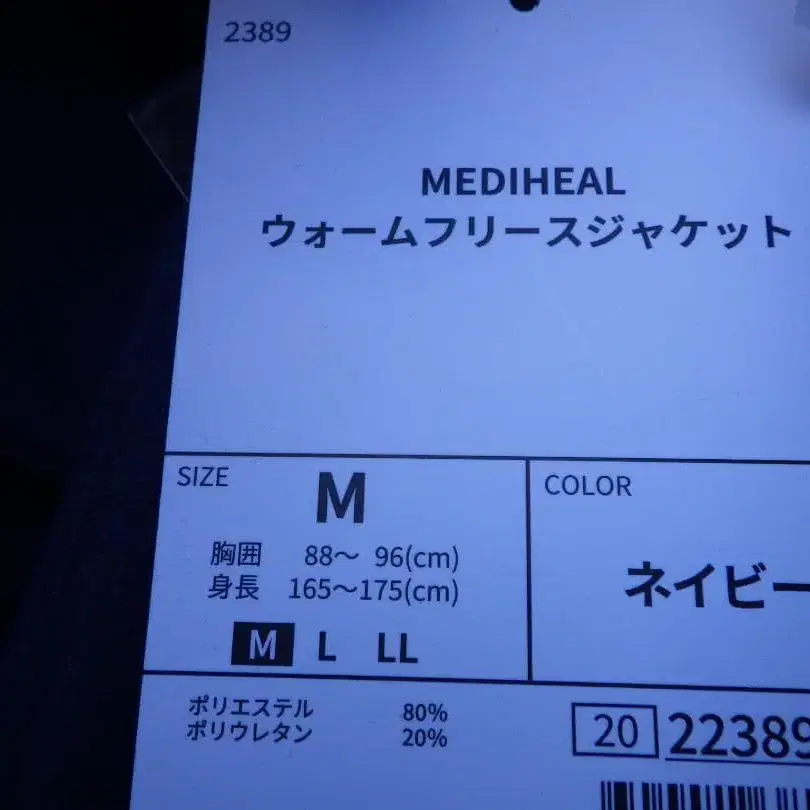 2389
MEDIHEAL
ウォームフリースジャケット
SIZE
M
胸囲 88～ 96(cm)
身長 165～175(cm)
M L LL
COLOR
ネイビー
ポリエステル 80%
ポリウレタン 20%
20 22389